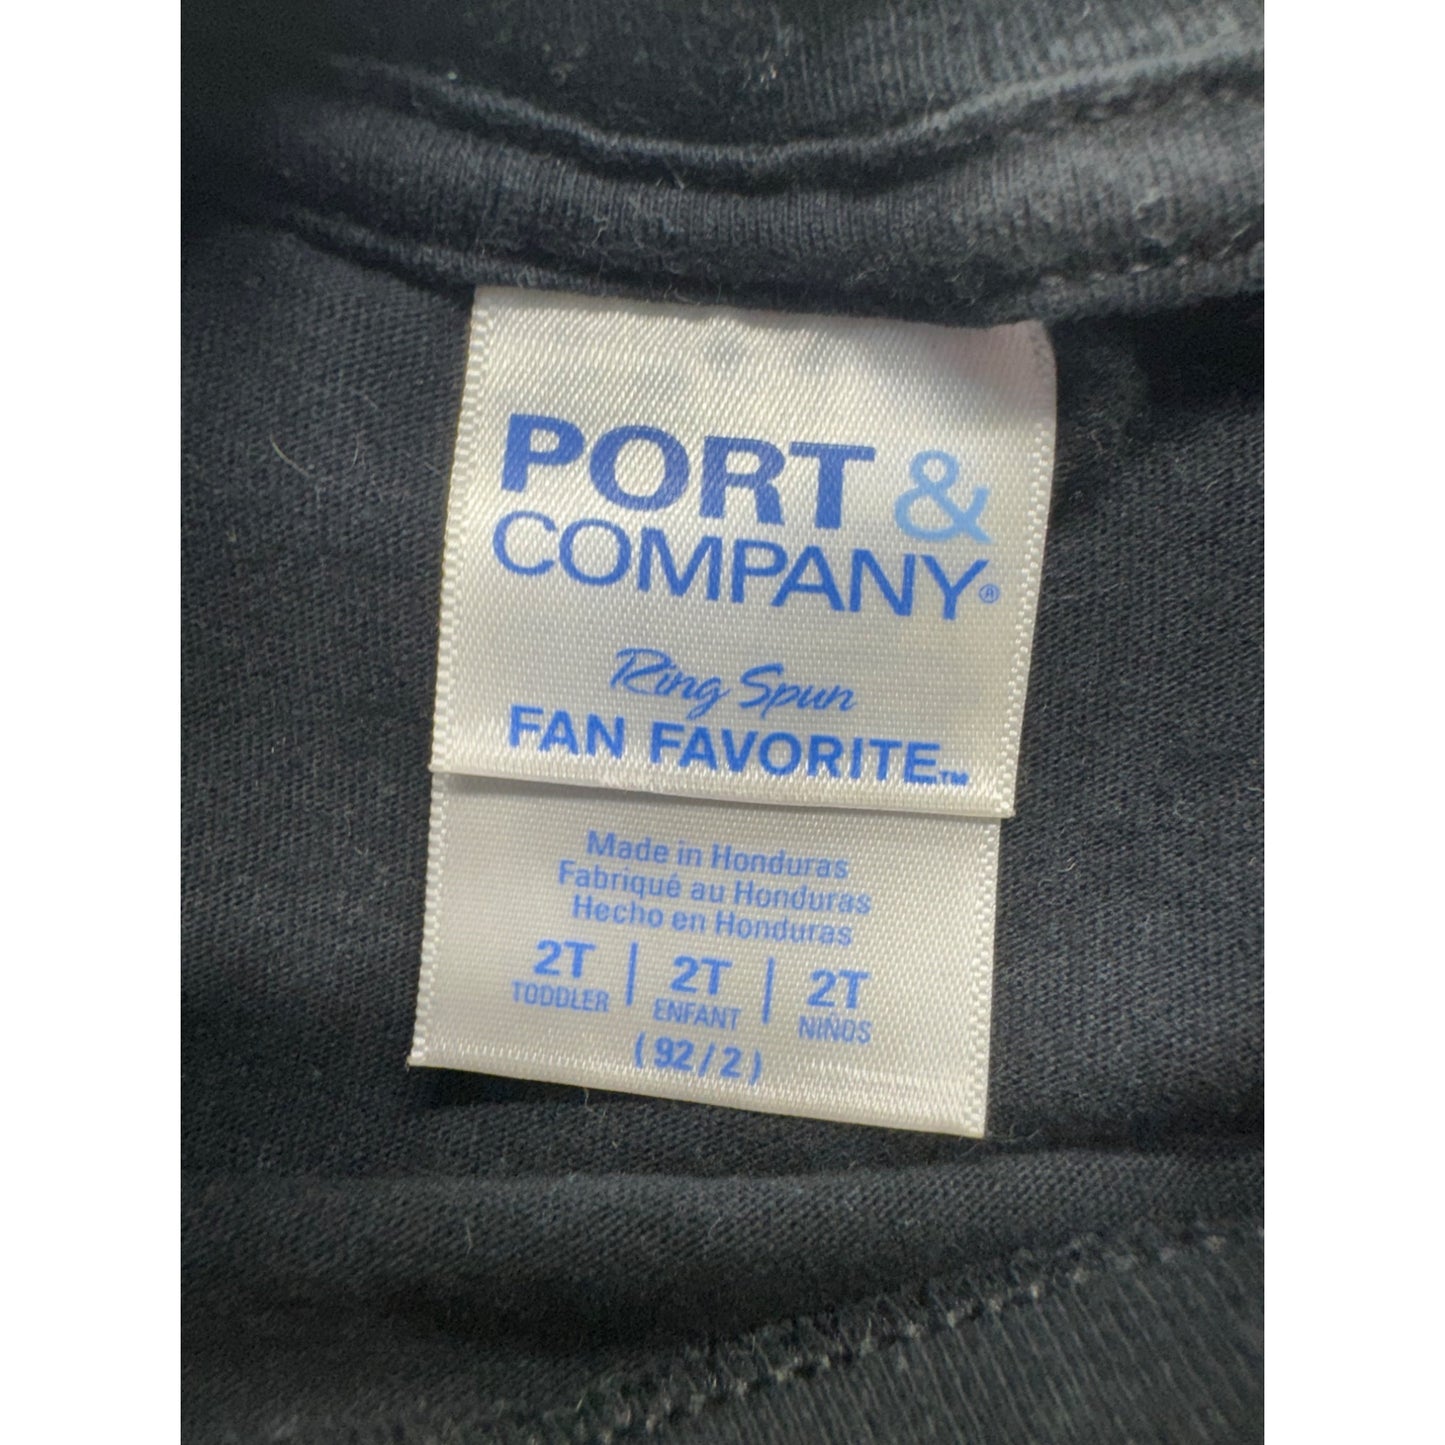 PORT &
COMPANY®
Ring Spun
FAN FAVORITE™
Made in Honduras
Fabriqué au Honduras
Hecho en Honduras
2T | 2T | 2T
TODDLER ENFANT NIÑOS
(92/2)